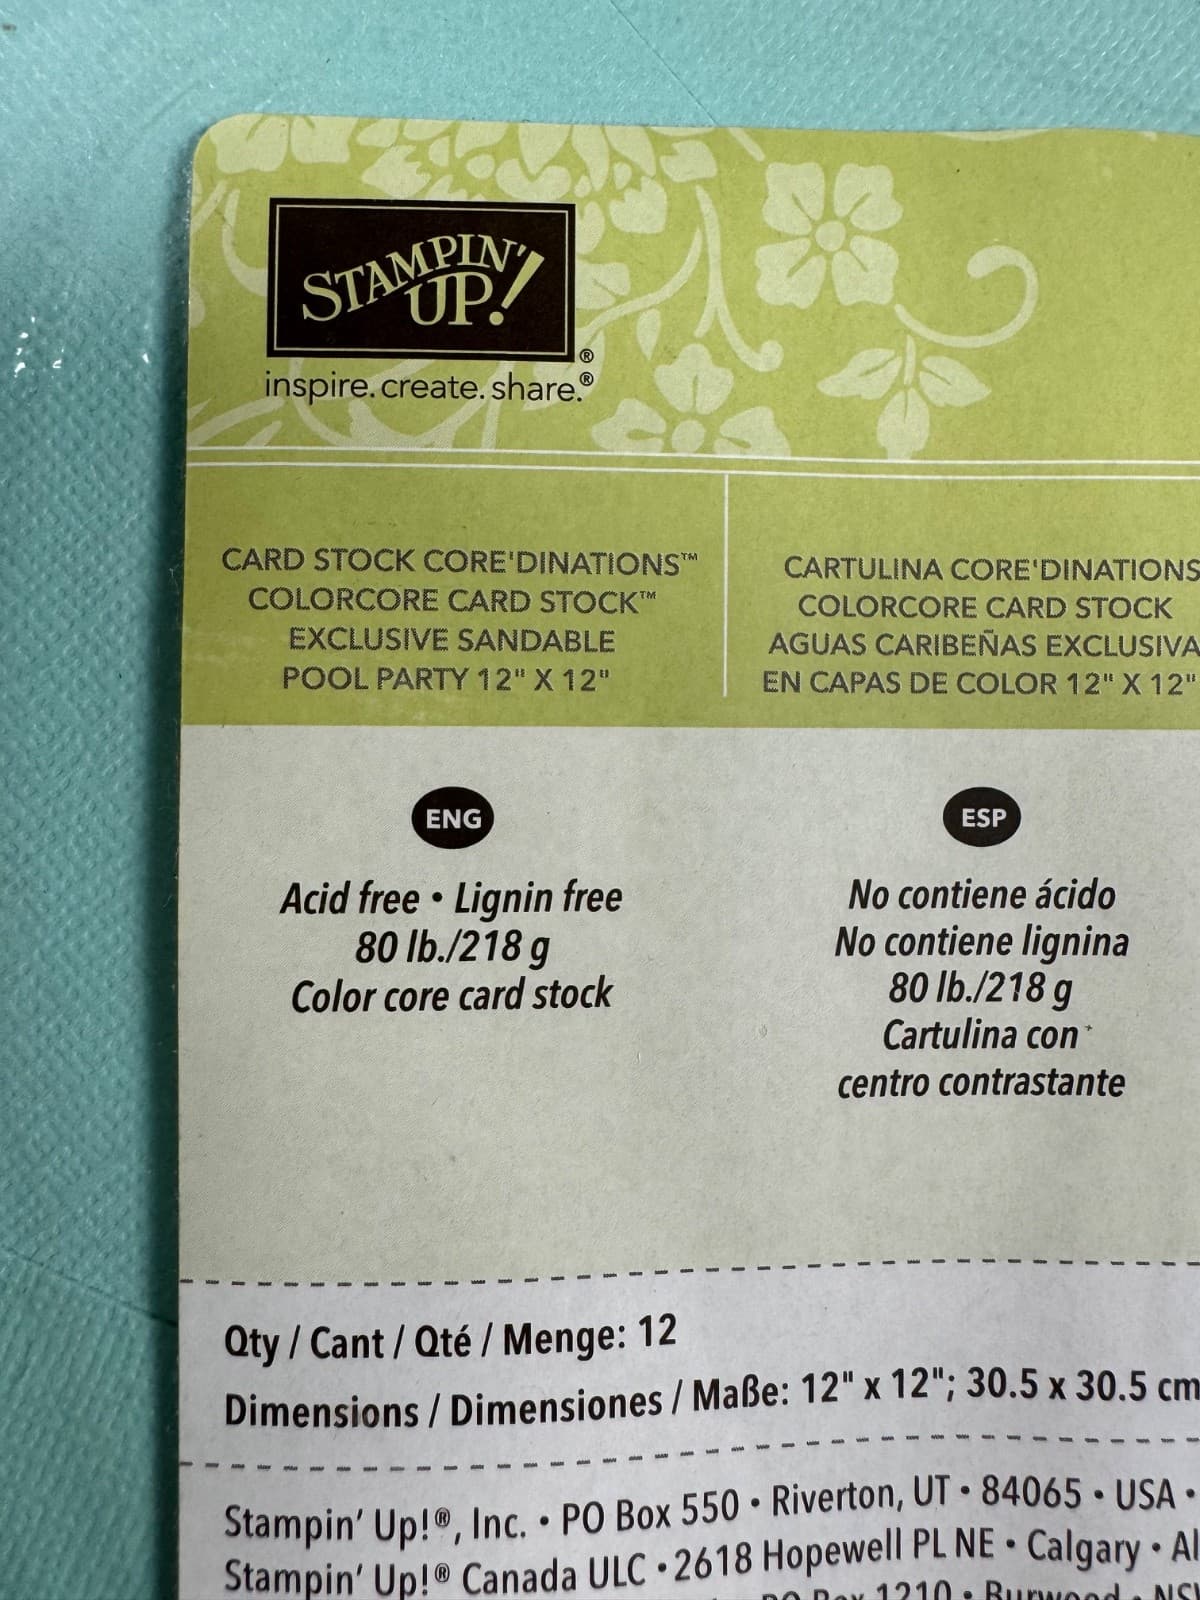 STAMPIN' UP!®
inspire. create. share.®
CARD STOCK CORE'DINATIONS™
COLORCORE CARD STOCK™
EXCLUSIVE SANDABLE
POOL PARTY 12" X 12"
CARTULINA CORE'DINATIONS
COLORCORE CARD STOCK
AGUAS CARIBEÑAS EXCLUSIVA
EN CAPAS DE COLOR 12" X 12"
ENG
Acid free • Lignin free
80 lb./218 g
Color core card stock
ESP
No contiene ácido
No contiene lignina
80 lb./218 g
Cartulina con
centro contrastante
Qty / Cant / Qté / Menge: 12
Dimensions / Dimensiones / Maße: 12" x 12"; 30.5 x 30.5 cm
Stampin' Up!®, Inc. • PO Box 550 • Riverton, UT • 84065 • USA •
Stampin' Up!® Canada ULC • 2618 Hopewell PL NE • Calgary •
PO Box 1210 • Burwood •